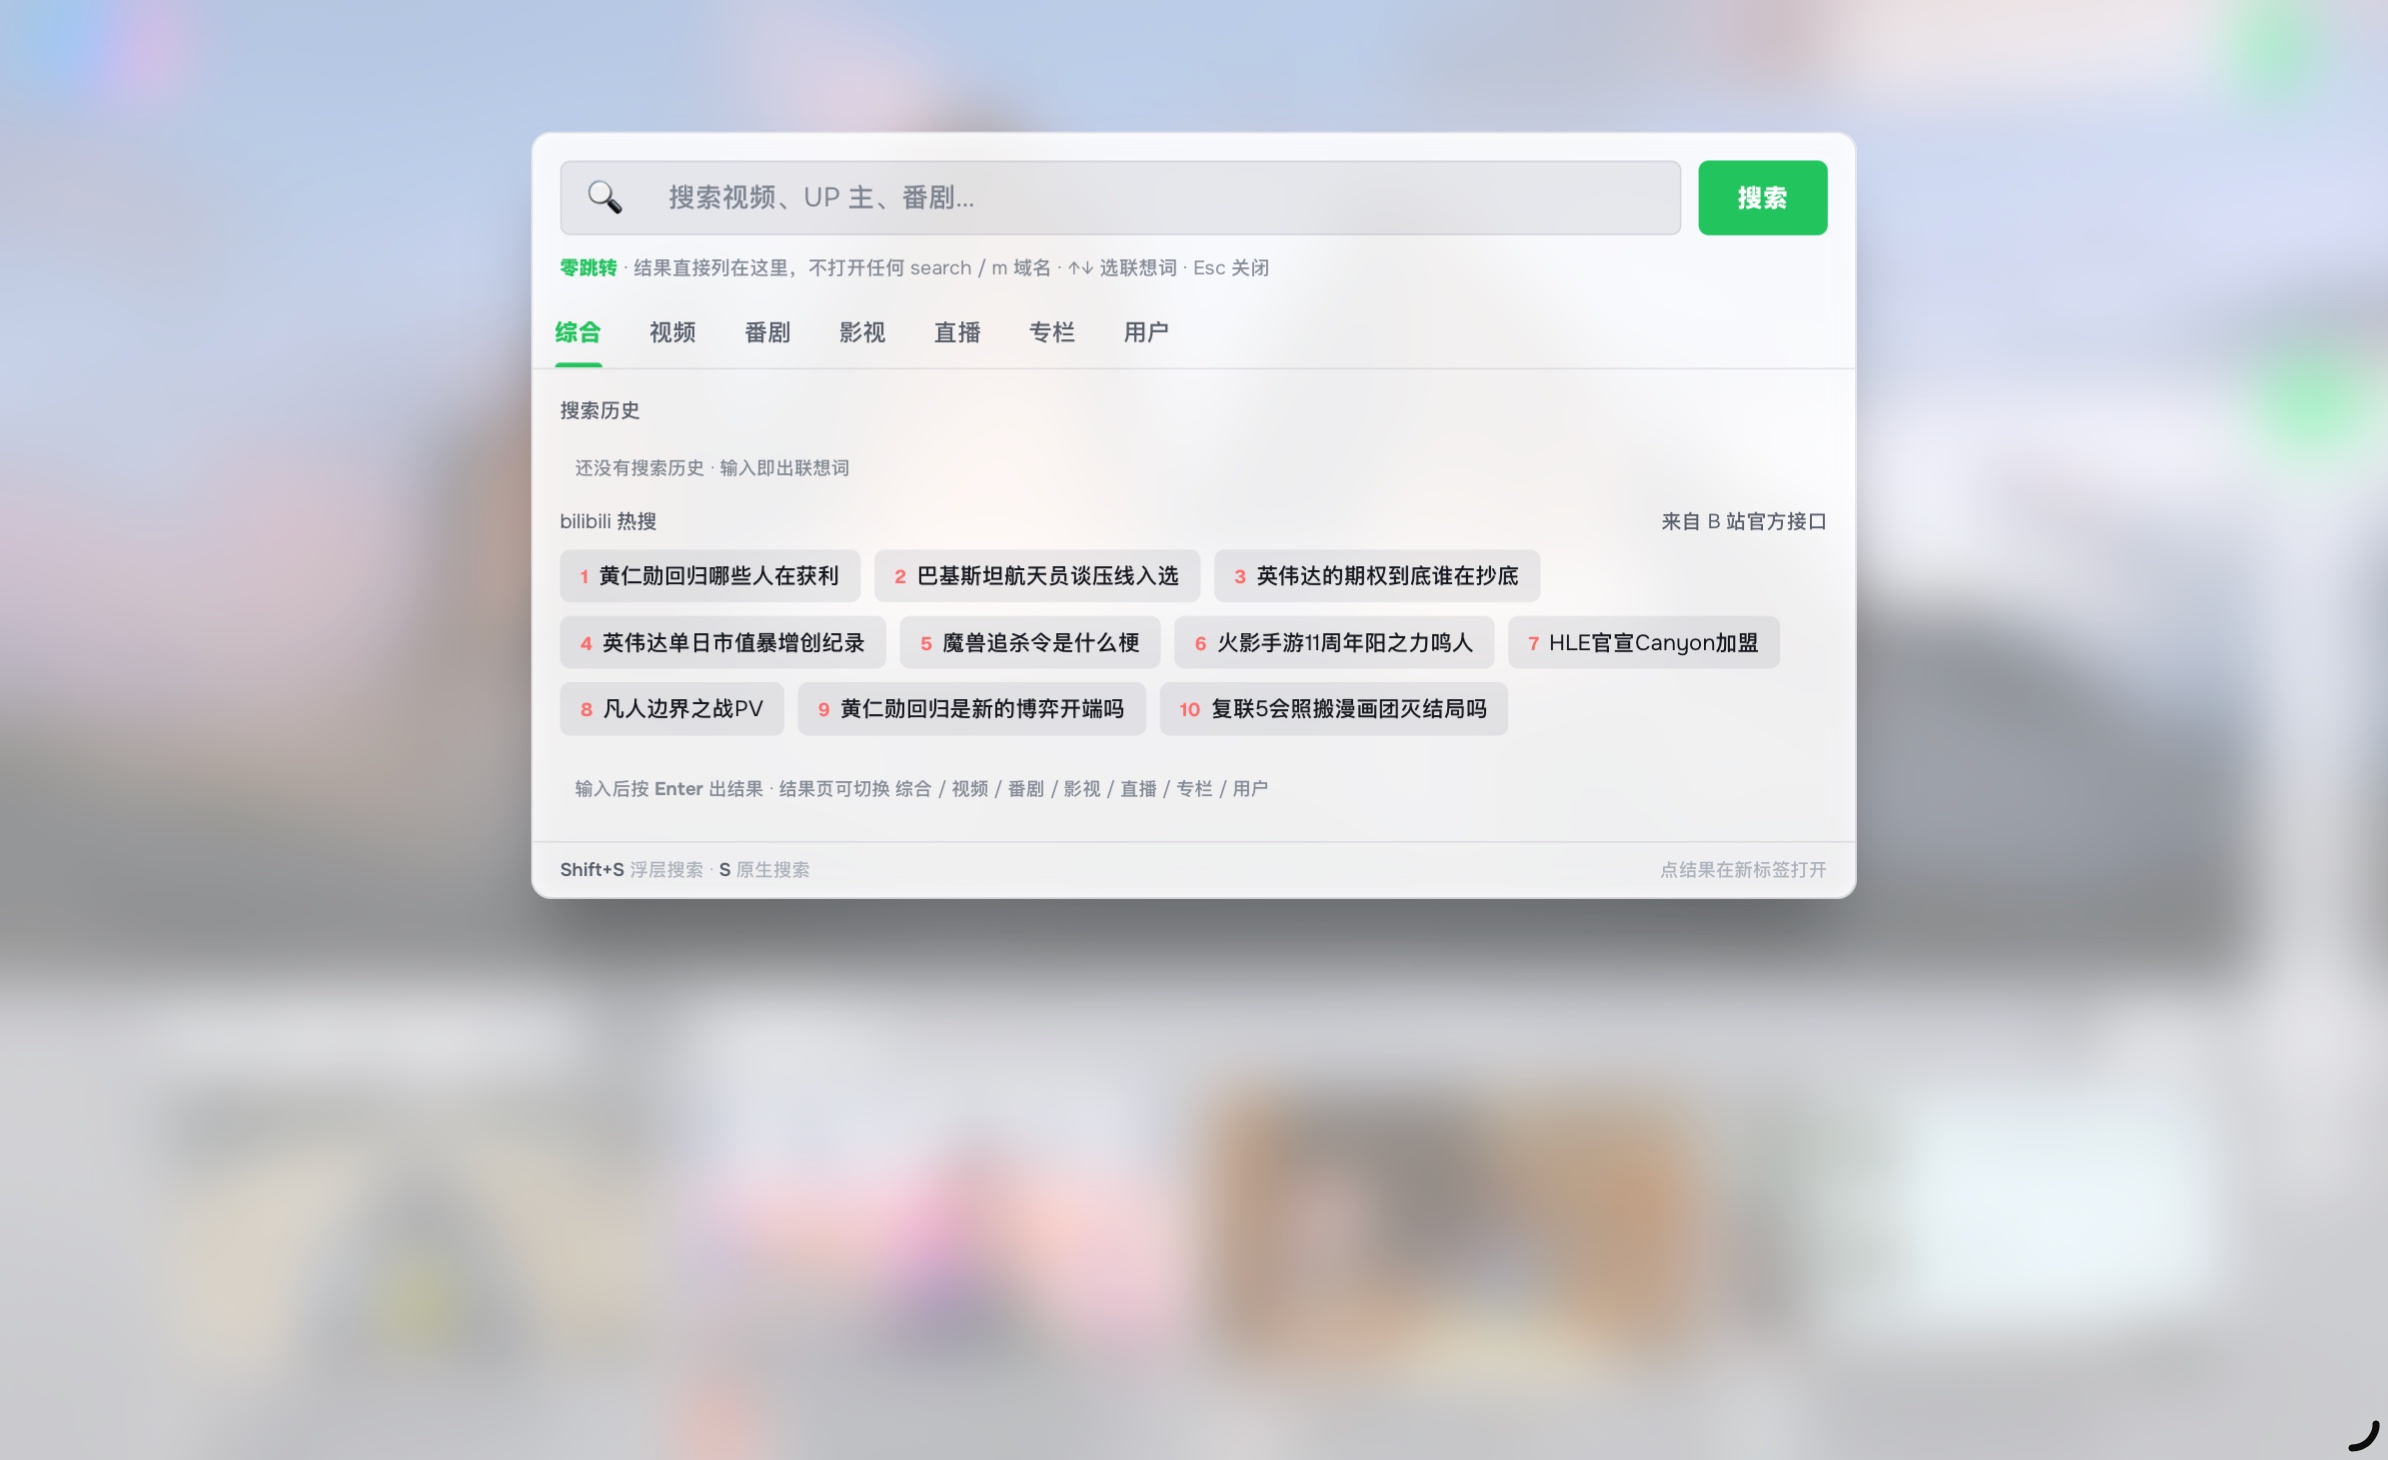 搜索视频、UP 主、番剧...
搜索
零跳转 · 结果直接列在这里，不打开任何 search / m 域名 · ↑↓ 选联想词 · Esc 关闭
综合 视频 番剧 影视 直播 专栏 用户
搜索历史
还没有搜索历史 · 输入即出联想词
bilibili 热搜 来自 B 站官方接口
1 黄仁勋回归哪些人在获利 2 巴基斯坦航天员谈压线入选 3 英伟达的期权到底谁在抄底
4 英伟达单日市值暴增创纪录 5 魔兽追杀令是什么梗 6 火影手游11周年阳之力鸣人 7 HLE官宣Canyon加盟
8 凡人边界之战PV 9 黄仁勋回归是新的博弈开端吗 10 复联5会照搬漫画团灭结局吗
输入后按 Enter 出结果 · 结果页可切换 综合 / 视频 / 番剧 / 影视 / 直播 / 专栏 / 用户
Shift+S 浮层搜索 · S 原生搜索 点结果在新标签打开